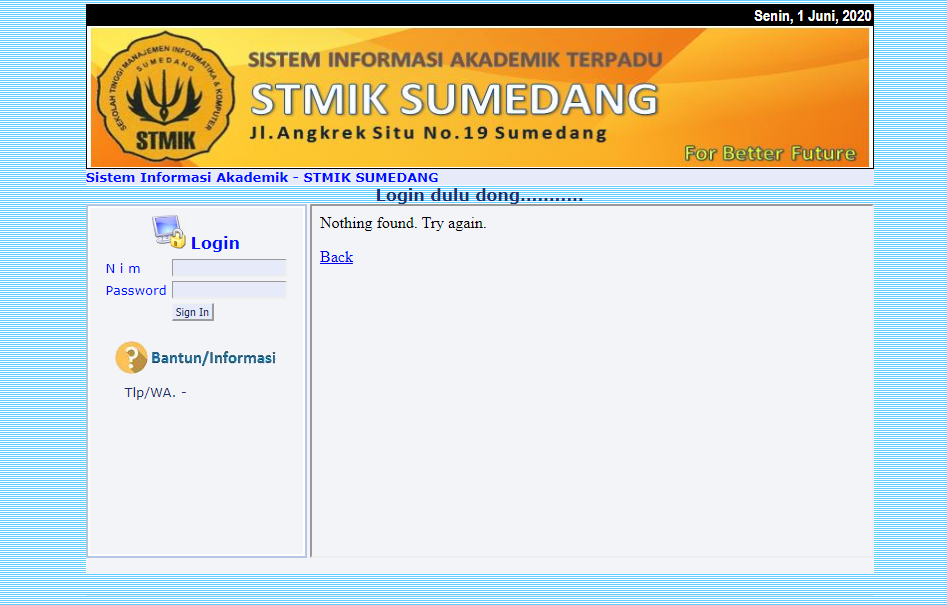 Senin, 1 Juni, 2020
SEKOLAH TINGGI MANAJEMEN INFORMATIKA & KOMPUTER
SUMEDANG
STMIK
SISTEM INFORMASI AKADEMIK TERPADU
STMIK SUMEDANG
Jl.Angkrek Situ No.19 Sumedang
For Better Future
Sistem Informasi Akademik - STMIK SUMEDANG
Login dulu dong...........
Login
N i m
Password
Sign In
Bantun/Informasi
Tlp/WA. -
Nothing found. Try again.
Back